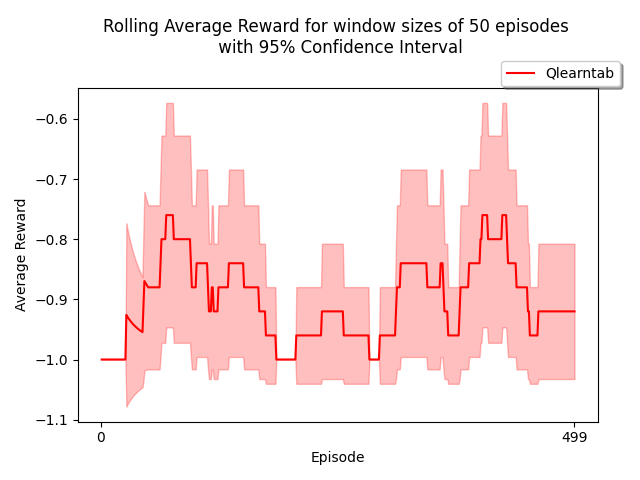 Rolling Average Reward for window sizes of 50 episodes
with 95% Confidence Interval
Qlearntab
Average Reward
−0.6
−0.7
−0.8
−0.9
−1.0
−1.1
0
499
Episode